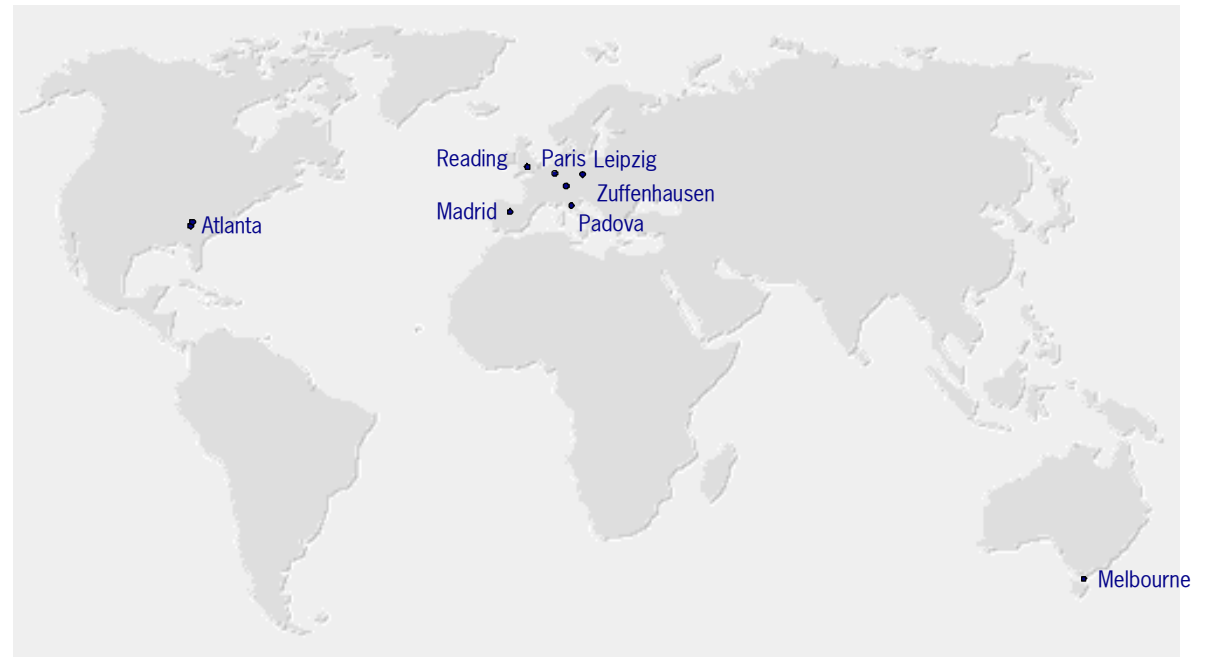 Reading
Paris
Leipzig
Zuffenhausen
Madrid
Padova
Atlanta
Melbourne